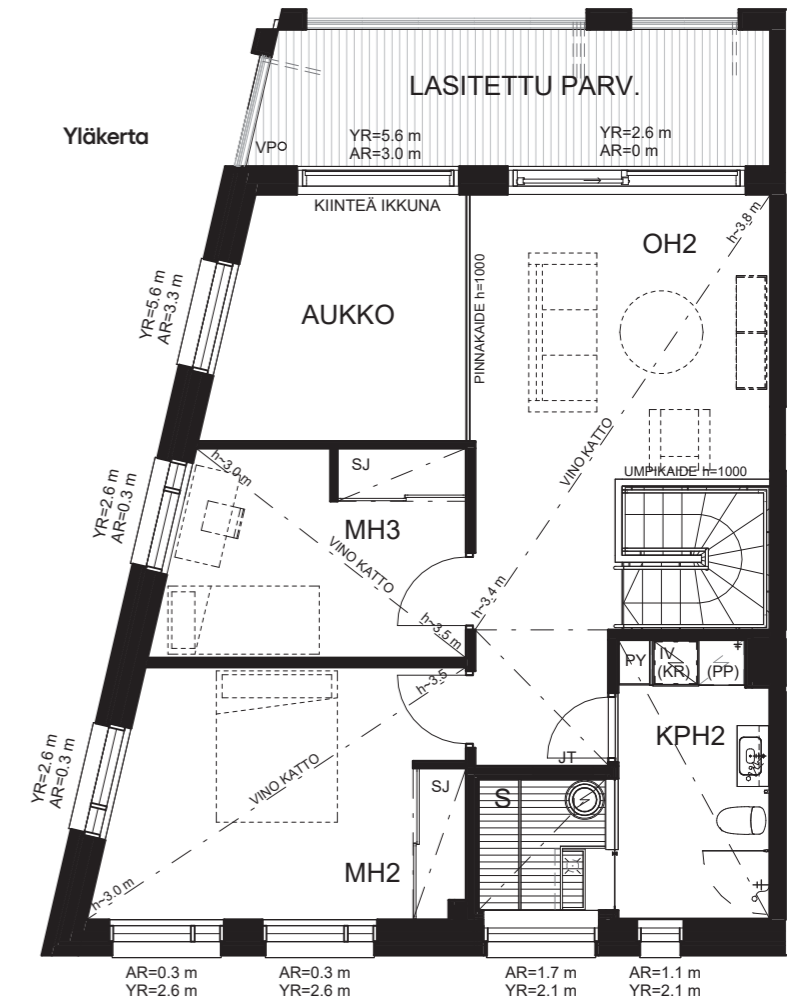 LASITETTU PARV.
Yläkerta
VP
YR=5.6 m
AR=3.0 m
YR=2.6 m
AR=0 m
KIINTEÄ IKKUNA
h~3.8 m
OH2
PINNAKAIDE h=1000
YR=5.6 m
AR=3.3 m
AUKKO
VINO KATTO
h~3.0 m
SJ
UMPIKAIDE h=1000
YR=2.6 m
AR=0.3 m
MH3
VINO KATTO
h~3.4 m
h~3.5 m
PY
IV
(KR)
(PP)
h~3.5
KPH2
YR=2.6 m
AR=0.3 m
JT
VINO KATTO
SJ
S
MH2
h~3.0 m
AR=0.3 m
YR=2.6 m
AR=0.3 m
YR=2.6 m
AR=1.7 m
YR=2.1 m
AR=1.1 m
YR=2.1 m